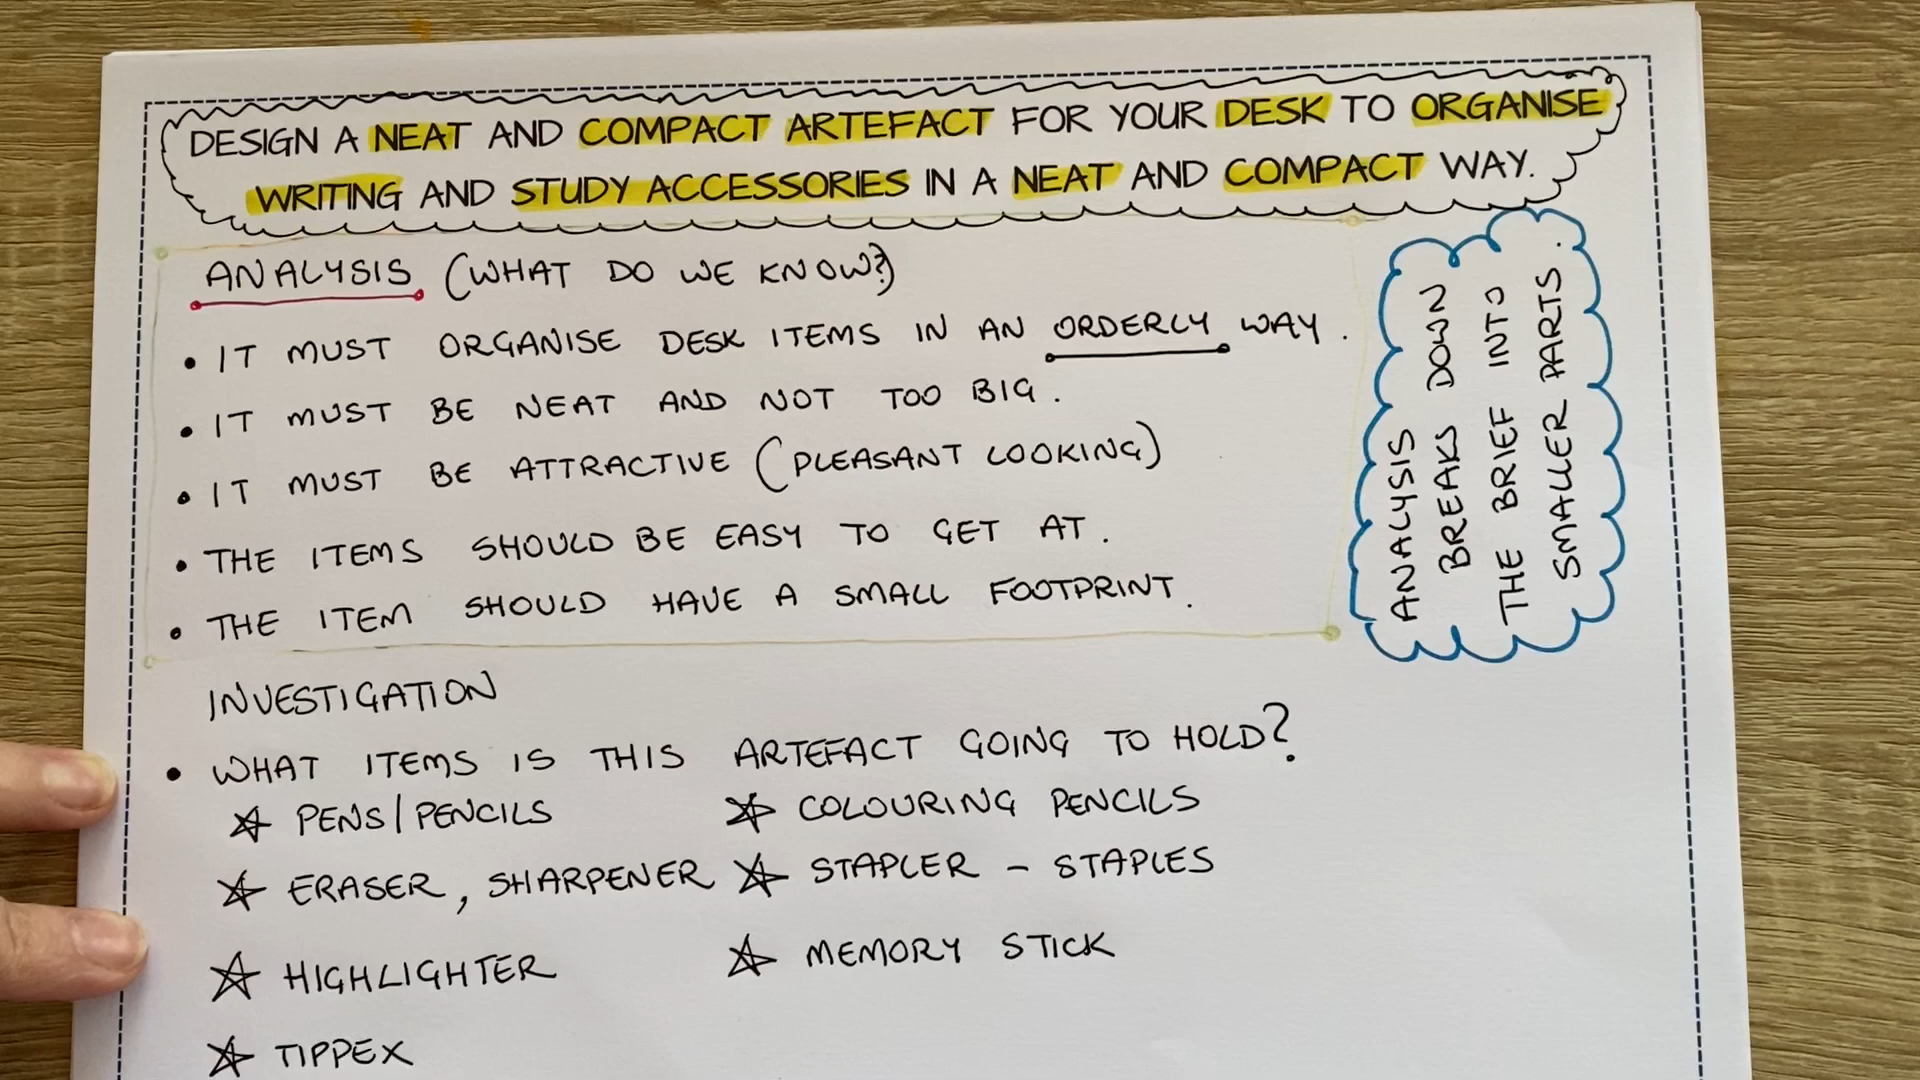 DESIGN A NEAT AND COMPACT ARTEFACT FOR YOUR DESK TO ORGANISE
WRITING AND STUDY ACCESSORIES IN A NEAT AND COMPACT WAY.
ANALYSIS (WHAT DO WE KNOW?)
• IT MUST ORGANISE DESK ITEMS IN AN ORDERLY WAY.
• IT MUST BE NEAT AND NOT TOO BIG.
• IT MUST BE ATTRACTIVE (PLEASANT LOOKING)
• THE ITEMS SHOULD BE EASY TO GET AT.
• THE ITEM SHOULD HAVE A SMALL FOOTPRINT.
ANALYSIS
BREAKS DOWN
THE BRIEF INTO
SMALLER PARTS.
INVESTIGATION
• WHAT ITEMS IS THIS ARTEFACT GOING TO HOLD?
☆ PENS/PENCILS ☆ COLOURING PENCILS
☆ ERASER, SHARPENER ☆ STAPLER - STAPLES
☆ HIGHLIGHTER ☆ MEMORY STICK
☆ TIPPEX